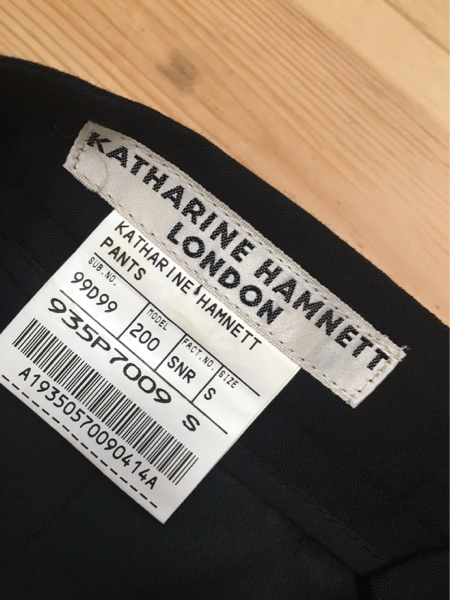 KATHARINE HAMNETT
LONDON
KATHARINE HAMNETT
PANTS
SUB.NO. MODEL FACT.NO. SIZE
99D99 200 SNR S
935P7009 S
A19350570090414A